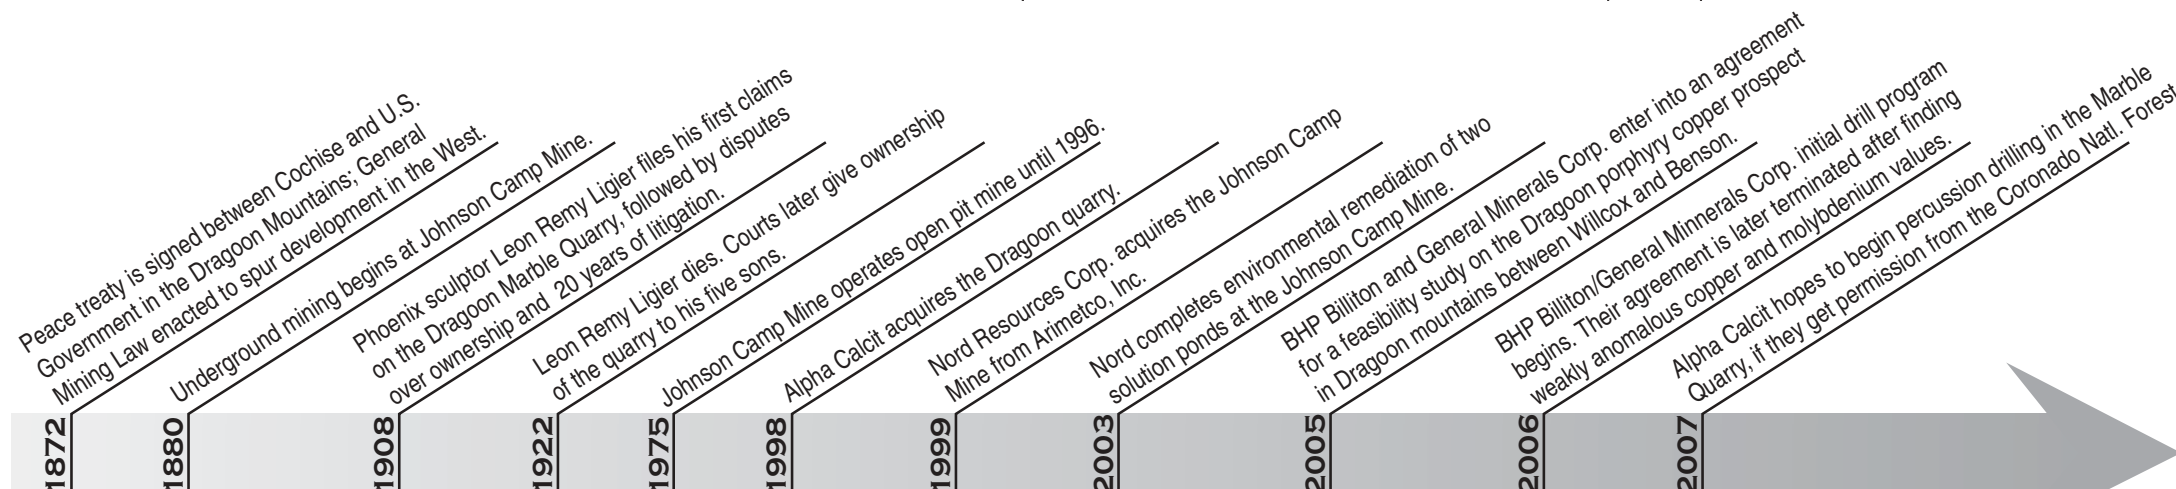 Peace treaty is signed between Cochise and U.S.
Government in the Dragoon Mountains; General
Mining Law enacted to spur development in the West.
1872
Underground mining begins at Johnson Camp Mine.
1880
Phoenix sculptor Leon Remy Ligier files his first claims
on the Dragoon Marble Quarry, followed by disputes
over ownership and 20 years of litigation.
1908
Leon Remy Ligier dies. Courts later give ownership
of the quarry to his five sons.
1922
Johnson Camp Mine operates open pit mine until 1996.
1975
Alpha Calcit acquires the Dragoon quarry.
1998
Nord Resources Corp. acquires the Johnson Camp
Mine from Arimetco, Inc.
1999
Nord completes environmental remediation of two
solution ponds at the Johnson Camp Mine.
2003
BHP Billiton and General Minerals Corp. enter into an agreement
for a feasibility study on the Dragoon porphyry copper prospect
in Dragoon mountains between Willcox and Benson.
2005
BHP Billiton/General Minnerals Corp. initial drill program
begins. Their agreement is later terminated after finding
weakly anomalous copper and molybdenium values.
2006
Alpha Calcit hopes to begin percussion drilling in the Marble
Quarry, if they get permission from the Coronado Natl. Forest
2007